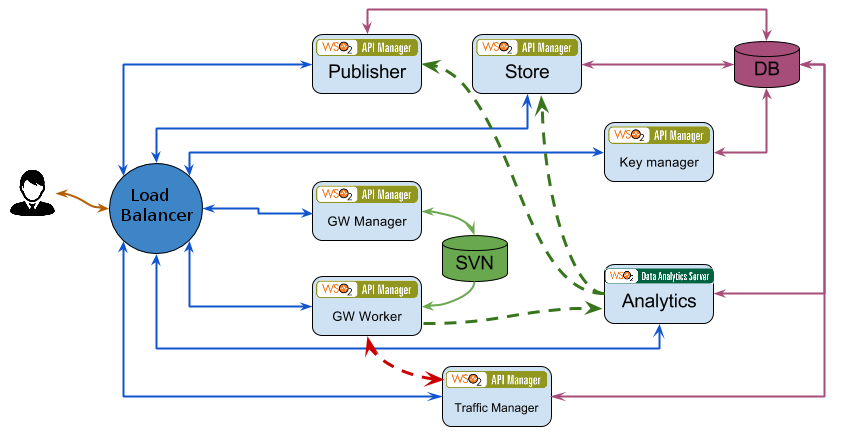 WSO2 API Manager
Publisher
WSO2 API Manager
Store
DB
WSO2 API Manager
Key manager
Load
Balancer
WSO2 API Manager
GW Manager
SVN
WSO2 Data Analytics Server
Analytics
WSO2 API Manager
GW Worker
WSO2 API Manager
Traffic Manager